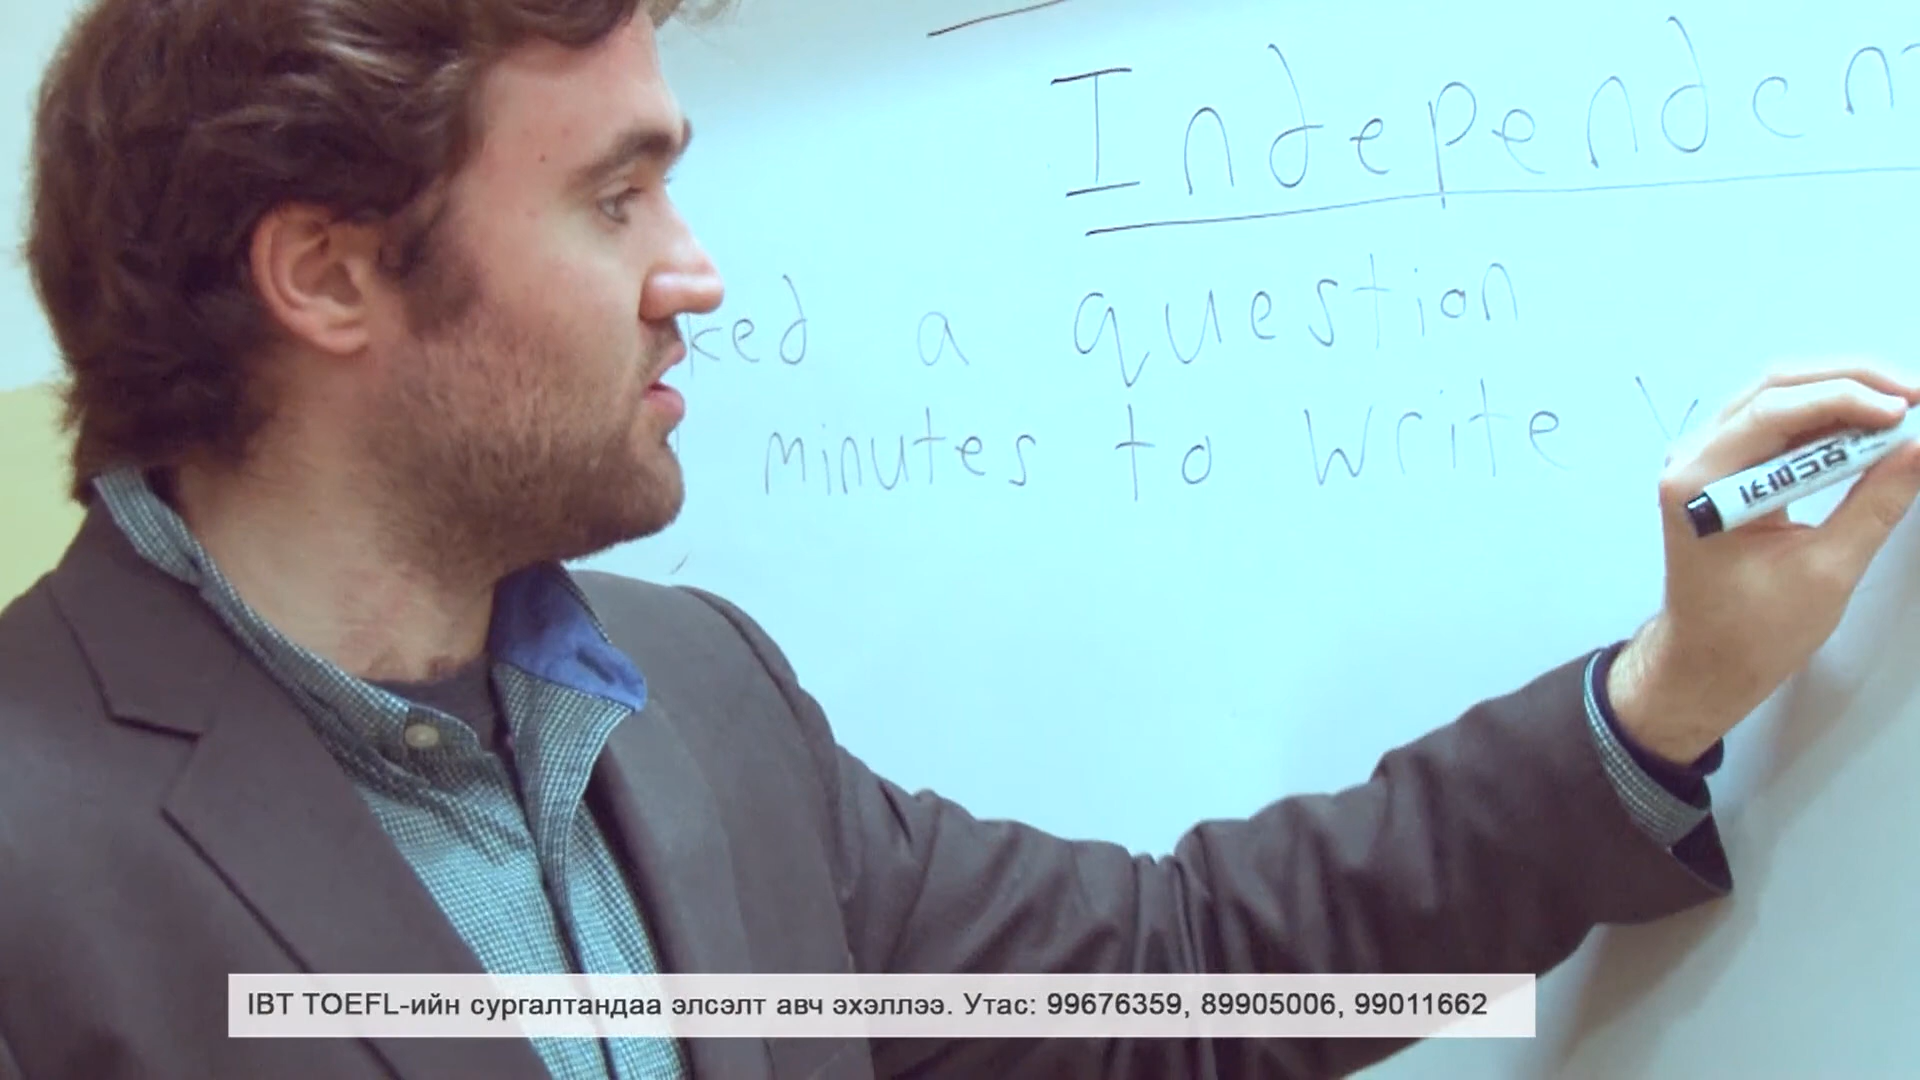 Independen
ked a question
minutes to write
IBT TOEFL-ийн сургалтандаа элсэлт авч эхэллээ. Утас: 99676359, 89905006, 99011662